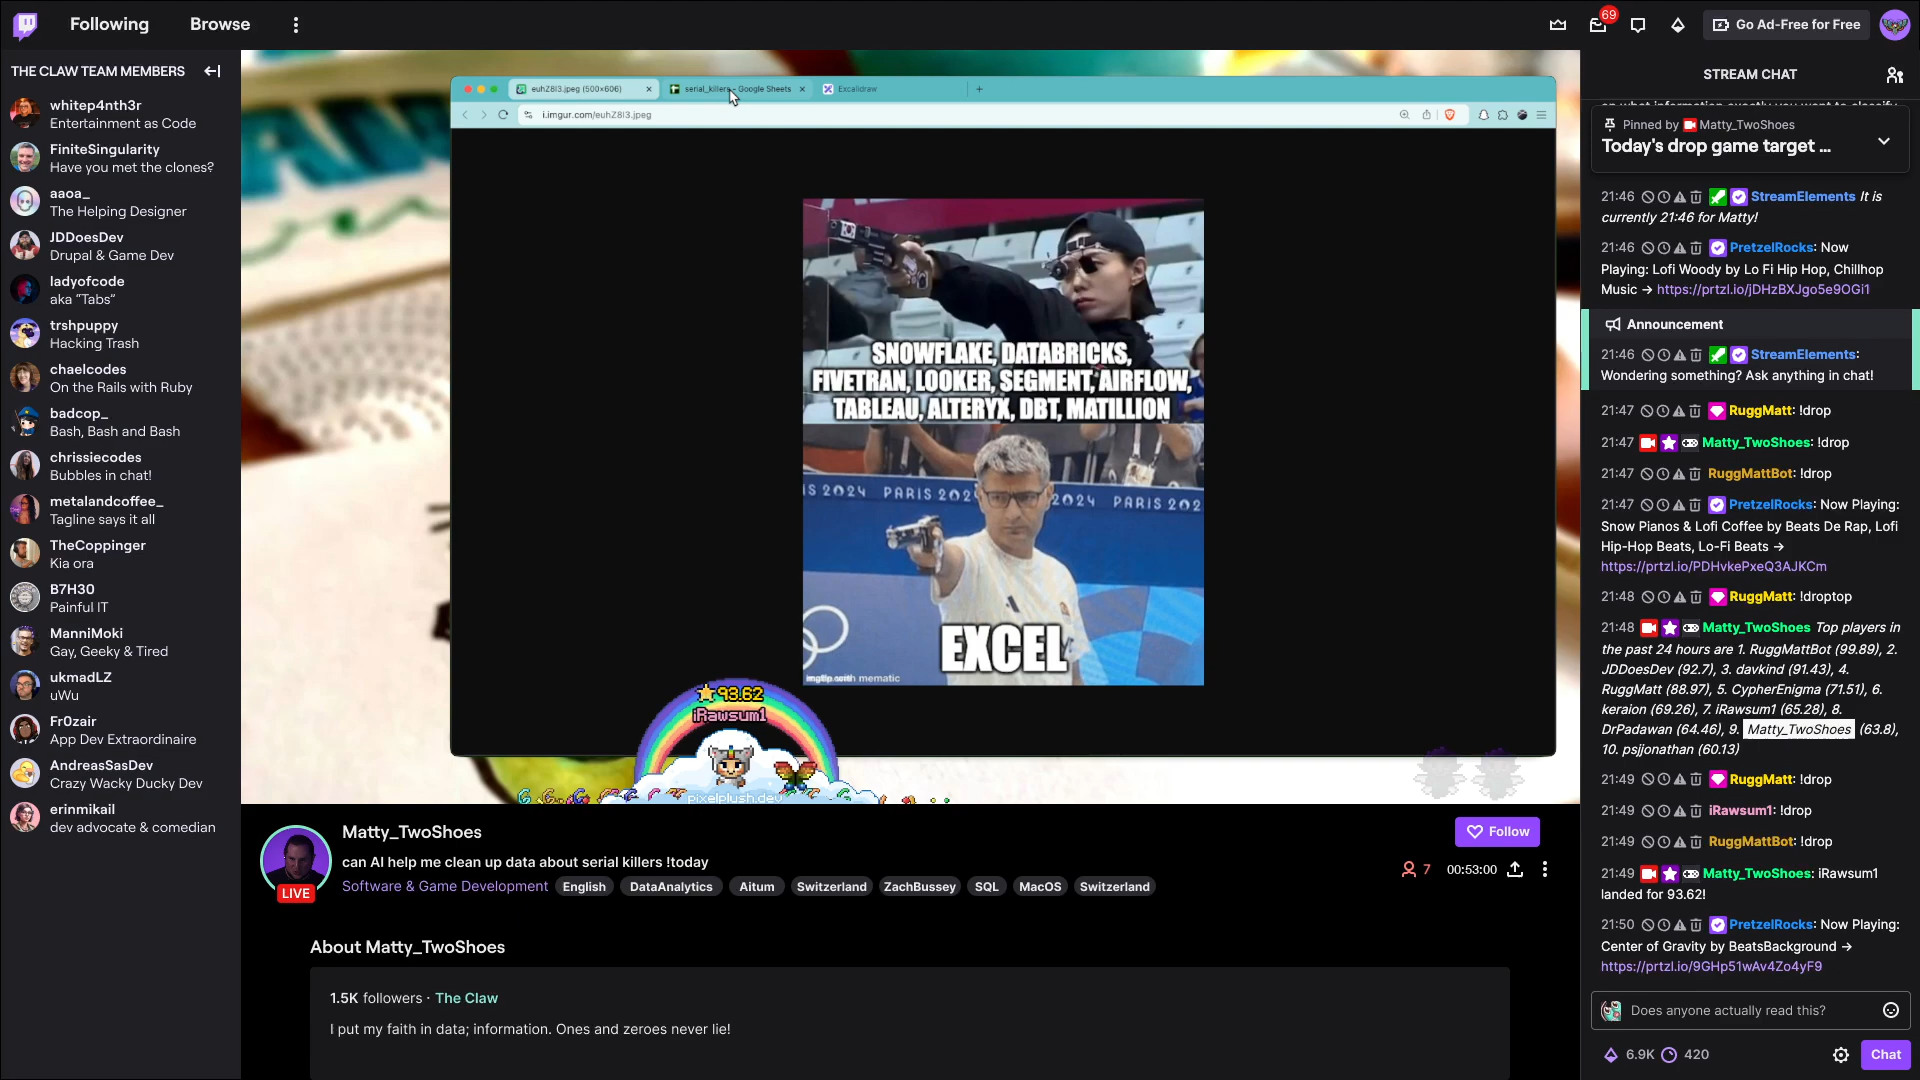 Following
Browse
69
Go Ad-Free for Free
THE CLAW TEAM MEMBERS
whitep4nth3r
Entertainment as Code
FiniteSingularity
Have you met the clones?
aaoa_
The Helping Designer
JDDoesDev
Drupal & Game Dev
ladyofcode
aka "Tabs"
trshpuppy
Hacking Trash
chaelcodes
On the Rails with Ruby
badcop_
Bash, Bash and Bash
chrissiecodes
Bubbles in chat!
metalandcoffee_
Tagline says it all
TheCoppinger
Kia ora
B7H30
Painful IT
ManniMoki
Gay, Geeky & Tired
ukmadLZ
uWu
Fr0zair
App Dev Extraordinaire
AndreasSasDev
Crazy Wacky Ducky Dev
erinmikail
dev advocate & comedian
euhZ8I3.jpeg (500×606)
serial_killers - Google Sheets
Excalidraw
i.imgur.com/euhZ8I3.jpeg
SNOWFLAKE, DATABRICKS,
FIVETRAN, LOOKER, SEGMENT, AIRFLOW,
TABLEAU, ALTERYX, DBT, MATILLION
PARIS 2024
2024 PARIS 202
EXCEL
93.62
iRawsum1
pixelplush.dev
Matty_TwoShoes
can AI help me clean up data about serial killers !today
Software & Game Development English DataAnalytics Aitum Switzerland ZachBussey SQL MacOS Switzerland
LIVE
Follow
7 00:53:00
About Matty_TwoShoes
1.5K followers · The Claw
I put my faith in data; information. Ones and zeroes never lie!
STREAM CHAT
on what information exactly you want to classify
Pinned by Matty_TwoShoes
Today's drop game target ...
21:46 StreamElements It is
currently 21:46 for Matty!
21:46 PretzelRocks: Now
Playing: Lofi Woody by Lo Fi Hip Hop, Chillhop
Music -> https://prtzl.io/jDHzBXJgo5e9OGi1
Announcement
21:46 StreamElements:
Wondering something? Ask anything in chat!
21:47 RuggMatt: !drop
21:47 Matty_TwoShoes: !drop
21:47 RuggMattBot: !drop
21:47 PretzelRocks: Now Playing:
Snow Pianos & Lofi Coffee by Beats De Rap, Lofi
Hip-Hop Beats, Lo-Fi Beats ->
https://prtzl.io/PDHvkePxeQ3AJKCm
21:48 RuggMatt: !droptop
21:48 Matty_TwoShoes Top players in
the past 24 hours are 1. RuggMattBot (99.89), 2.
JDDoesDev (92.7), 3. davkind (91.43), 4.
RuggMatt (88.97), 5. CypherEnigma (71.51), 6.
keraion (69.26), 7. iRawsum1 (65.28), 8.
DrPadawan (64.46), 9. Matty_TwoShoes (63.8),
10. psjjonathan (60.13)
21:49 RuggMatt: !drop
21:49 iRawsum1: !drop
21:49 RuggMattBot: !drop
21:49 Matty_TwoShoes: iRawsum1
landed for 93.62!
21:50 PretzelRocks: Now Playing:
Center of Gravity by BeatsBackground ->
https://prtzl.io/9GHp51wAv4Zo4yF9
Does anyone actually read this?
6.9K 420
Chat